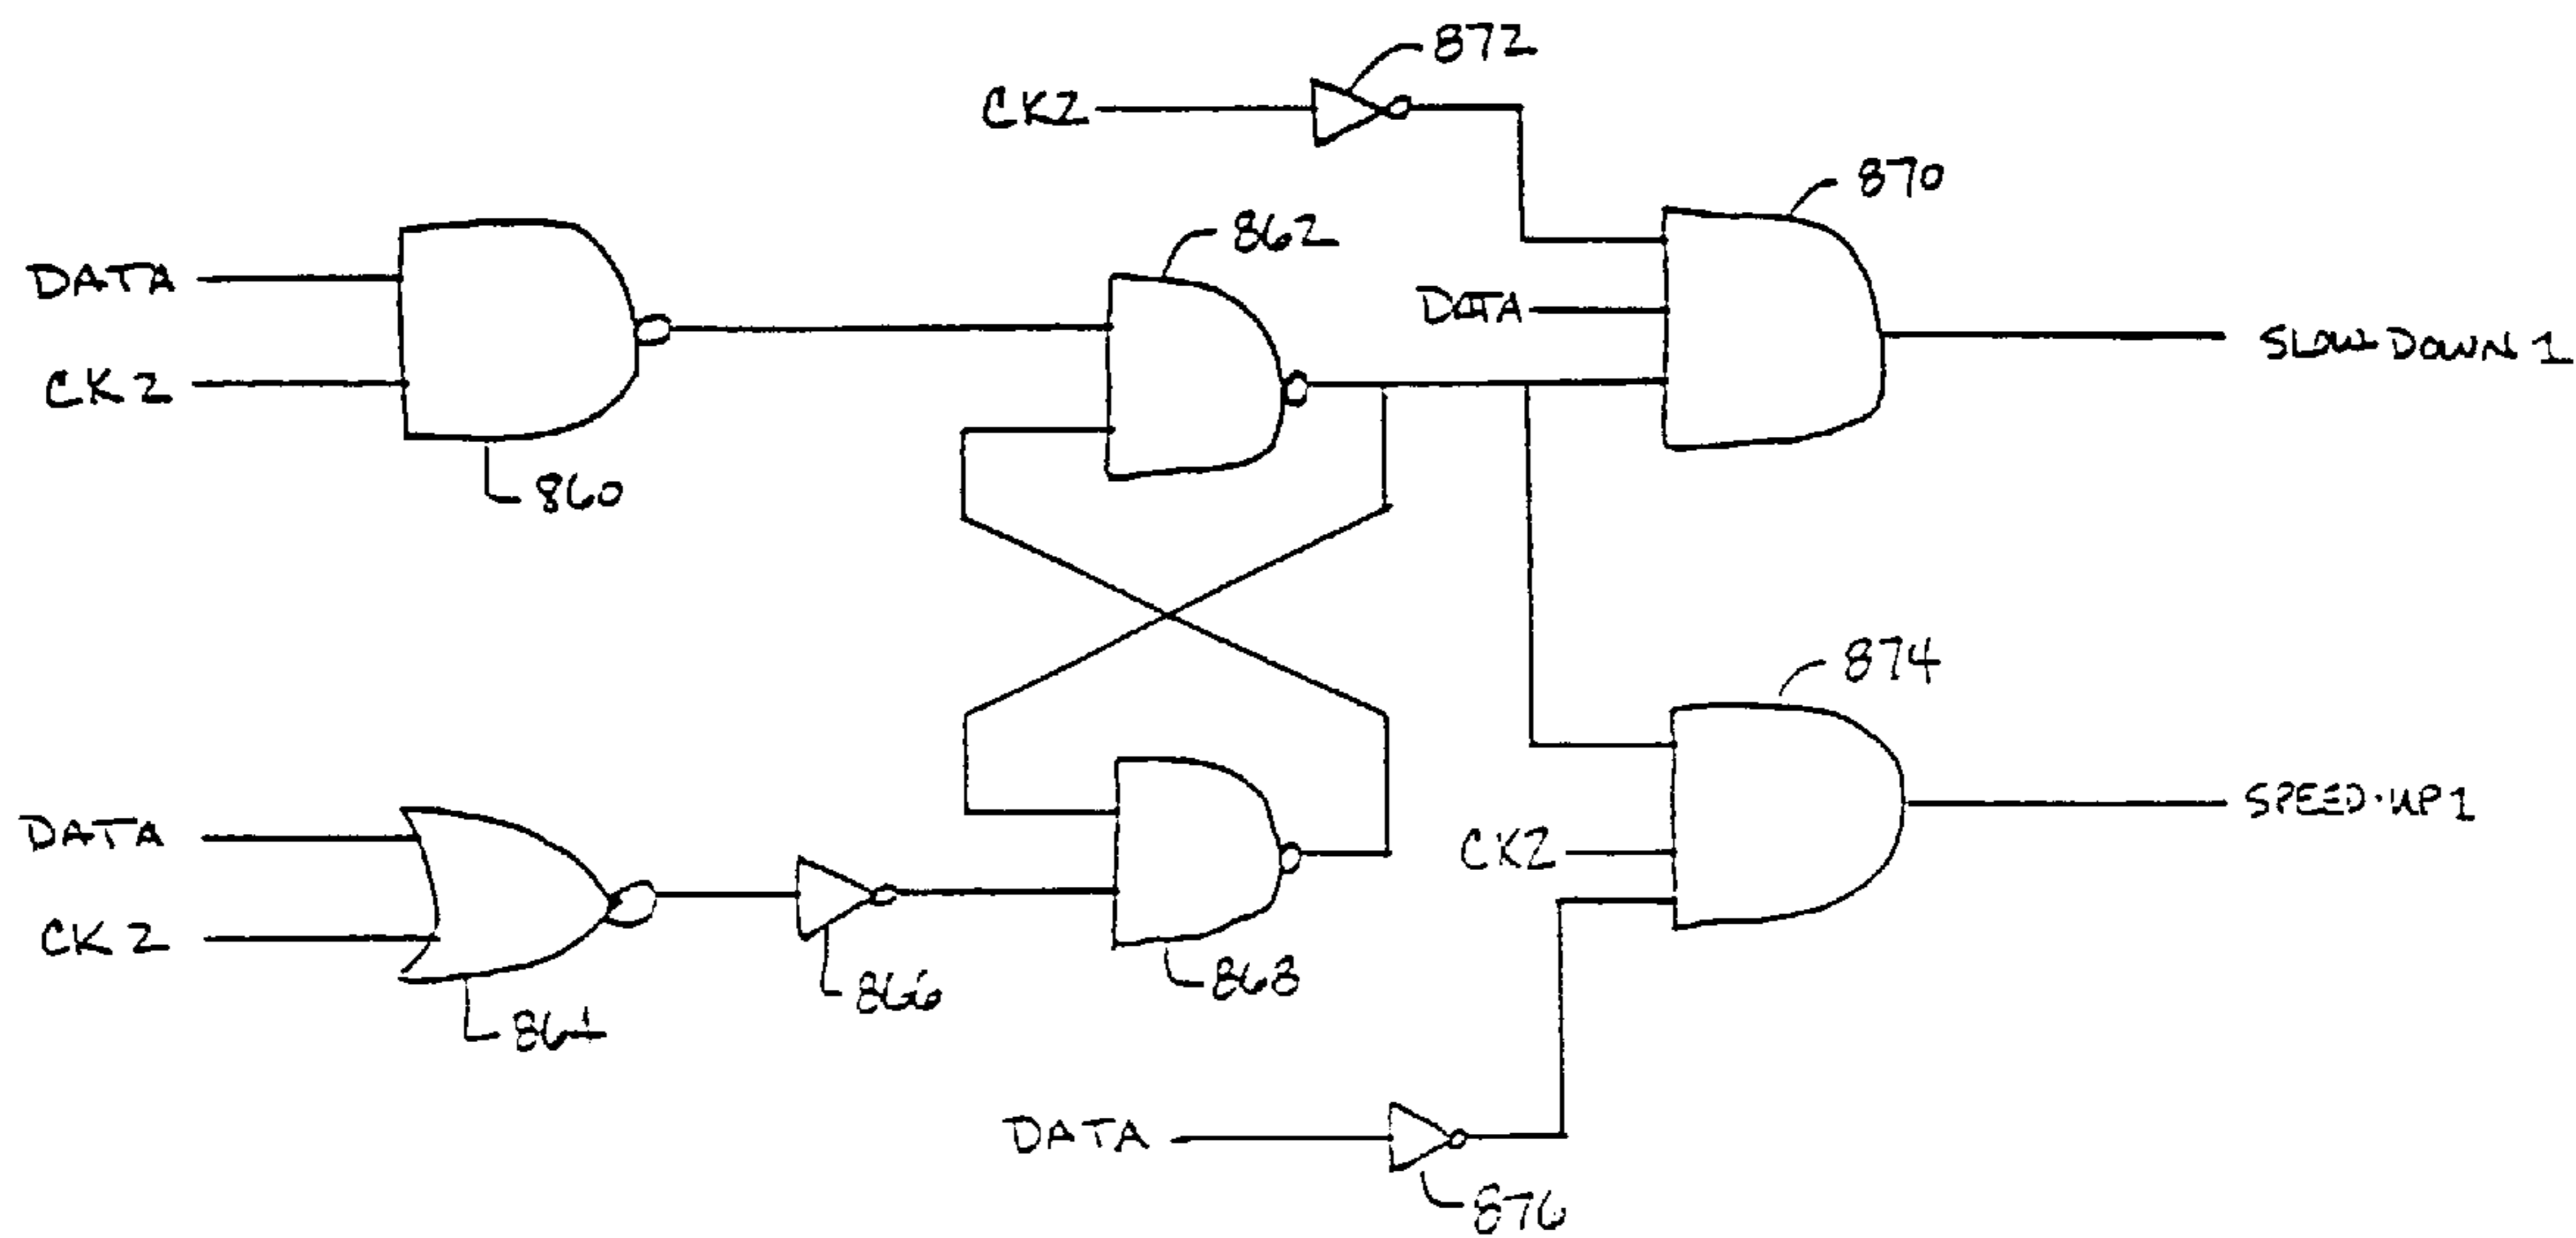 872
CK2
870
862
DATA
DATA
SLOW DOWN 1
CK2
860
874
DATA
CK2
SPEED-UP 1
CK2
866
868
864
DATA
876